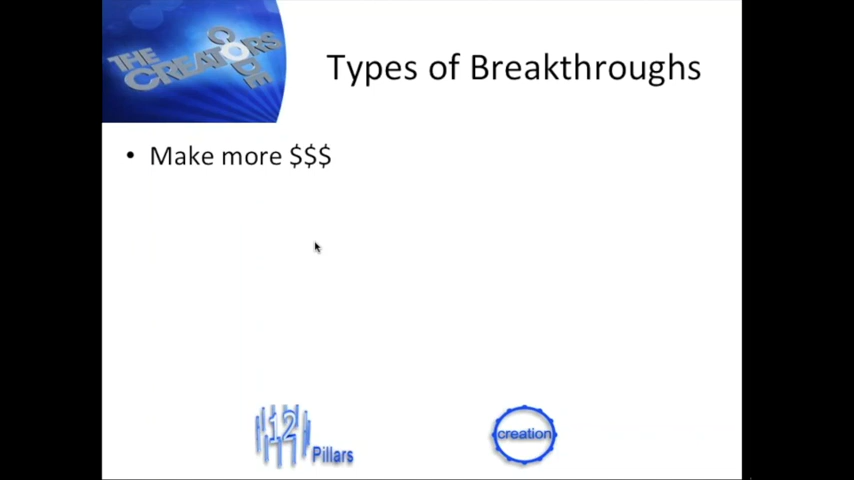 THE
CREATORS
CODE
Types of Breakthroughs
• Make more $$$
12
Pillars
creation